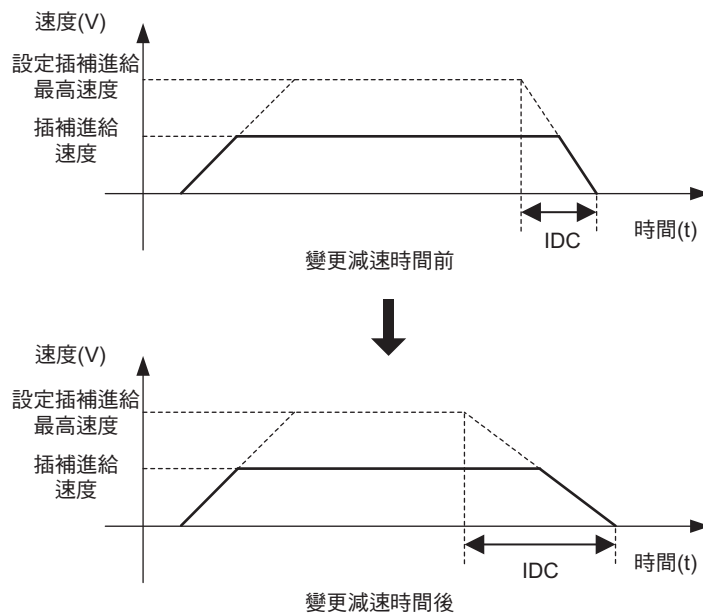 速度(V)
設定插補進給
最高速度
插補進給
速度
IDC
時間(t)
變更減速時間前
速度(V)
設定插補進給
最高速度
插補進給
速度
IDC
時間(t)
變更減速時間後